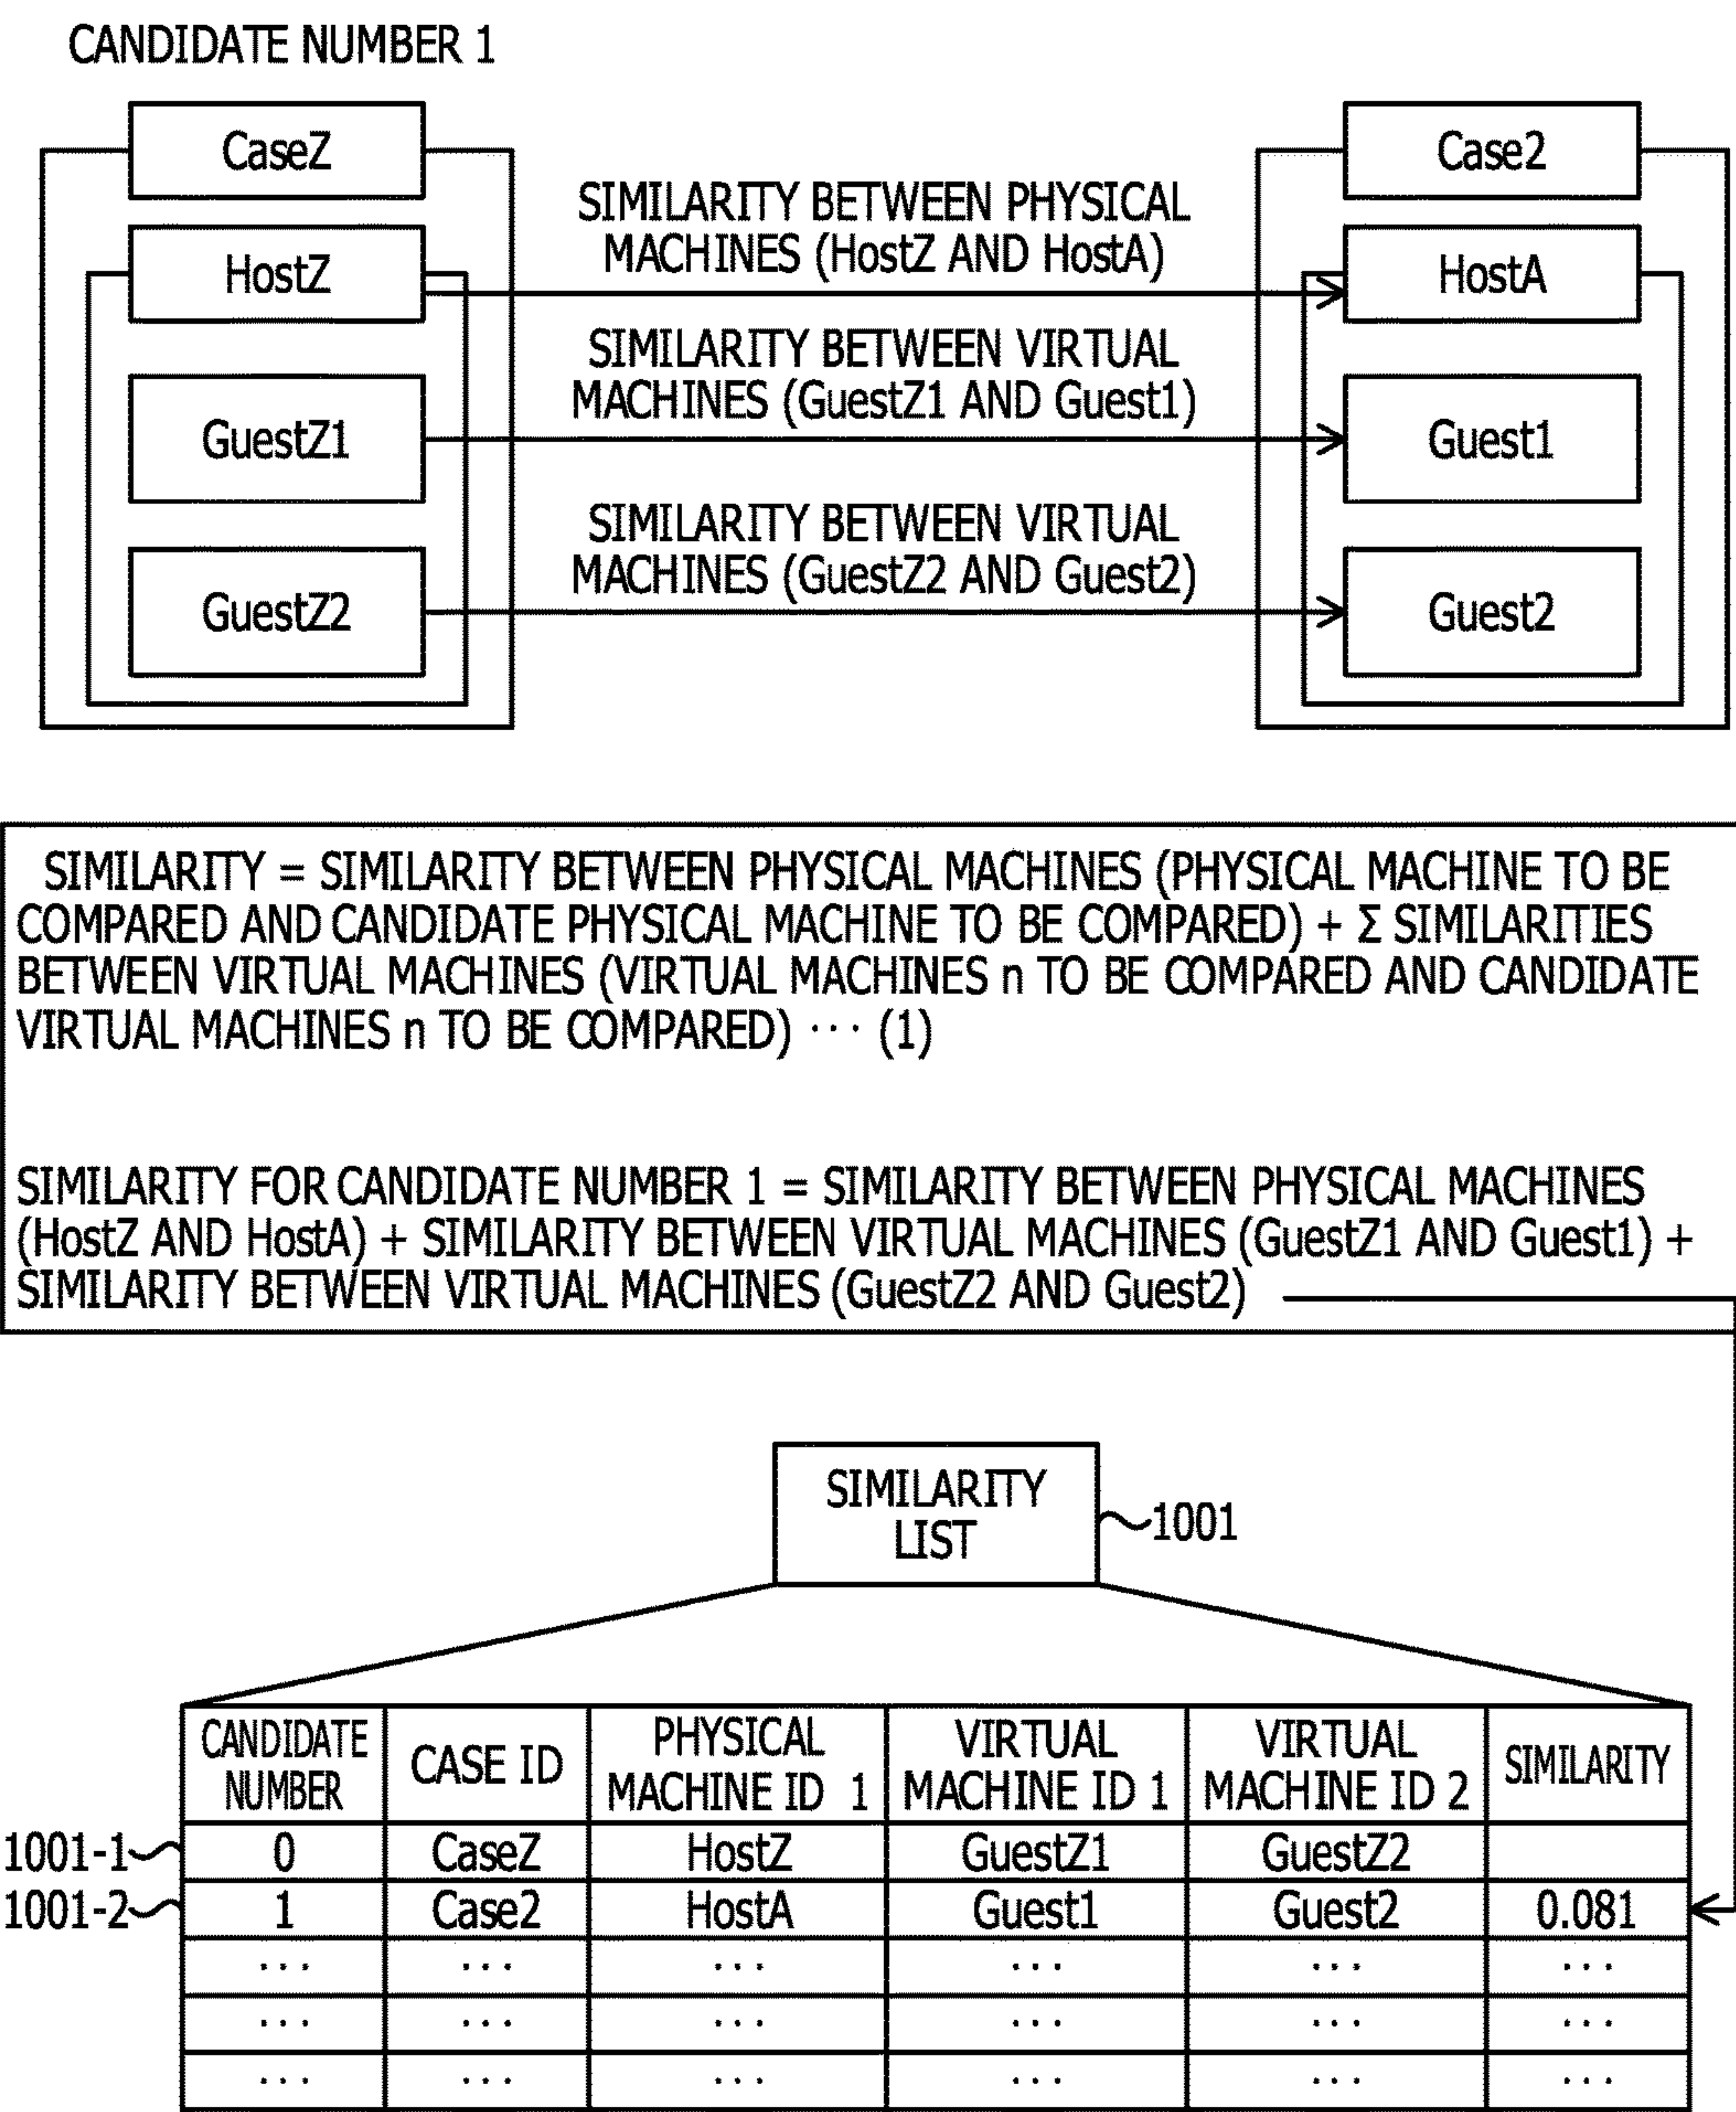 CANDIDATE NUMBER 1
CaseZ
Case2
SIMILARITY BETWEEN PHYSICAL
MACHINES (HostZ AND HostA)
HostZ
HostA
SIMILARITY BETWEEN VIRTUAL
MACHINES (GuestZ1 AND Guest1)
GuestZ1
Guest1
SIMILARITY BETWEEN VIRTUAL
MACHINES (GuestZ2 AND Guest2)
GuestZ2
Guest2
SIMILARITY = SIMILARITY BETWEEN PHYSICAL MACHINES (PHYSICAL MACHINE TO BE
COMPARED AND CANDIDATE PHYSICAL MACHINE TO BE COMPARED) + Σ SIMILARITIES
BETWEEN VIRTUAL MACHINES (VIRTUAL MACHINES n TO BE COMPARED AND CANDIDATE
VIRTUAL MACHINES n TO BE COMPARED) ··· (1)
SIMILARITY FOR CANDIDATE NUMBER 1 = SIMILARITY BETWEEN PHYSICAL MACHINES
(HostZ AND HostA) + SIMILARITY BETWEEN VIRTUAL MACHINES (GuestZ1 AND Guest1) +
SIMILARITY BETWEEN VIRTUAL MACHINES (GuestZ2 AND Guest2)
SIMILARITY
LIST
1001
CANDIDATE NUMBER CASE ID PHYSICAL MACHINE ID 1 VIRTUAL MACHINE ID 1 VIRTUAL MACHINE ID 2 SIMILARITY
1001-1 0 CaseZ HostZ GuestZ1 GuestZ2
1001-2 1 Case2 HostA Guest1 Guest2 0.081
··· ··· ··· ··· ··· ···
··· ··· ··· ··· ··· ···
··· ··· ··· ··· ··· ···